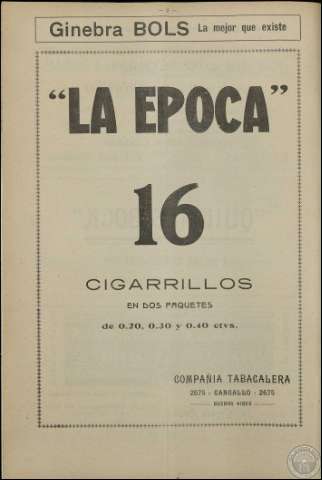 Ginebra BOLS La mejor que existe
"LA EPOCA"
16
CIGARRILLOS
EN DOS PAQUETES
de 0.20, 0.30 y 0.40 ctvs.
COMPAÑIA TABACALERA
2675 - CANGALLO - 2675
BUENOS AIRES